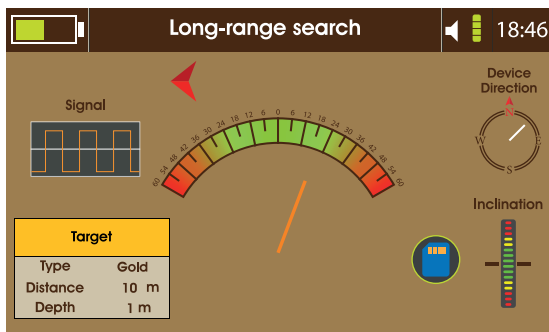 Long-range search
18:46
Signal
60 54 48 42 36 30 24 18 12 6 0 6 12 18 24 30 36 42 48 54 60
Device
Direction
N
W E
S
Inclination
Target
Type Gold
Distance 10 m
Depth 1 m